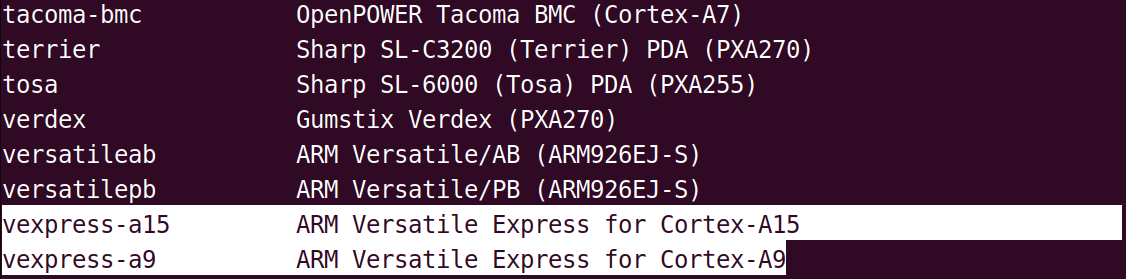 tacoma-bmc           OpenPOWER Tacoma BMC (Cortex-A7)
terrier              Sharp SL-C3200 (Terrier) PDA (PXA270)
tosa                 Sharp SL-6000 (Tosa) PDA (PXA255)
verdex               Gumstix Verdex (PXA270)
versatileab          ARM Versatile/AB (ARM926EJ-S)
versatilepb          ARM Versatile/PB (ARM926EJ-S)
vexpress-a15         ARM Versatile Express for Cortex-A15
vexpress-a9          ARM Versatile Express for Cortex-A9